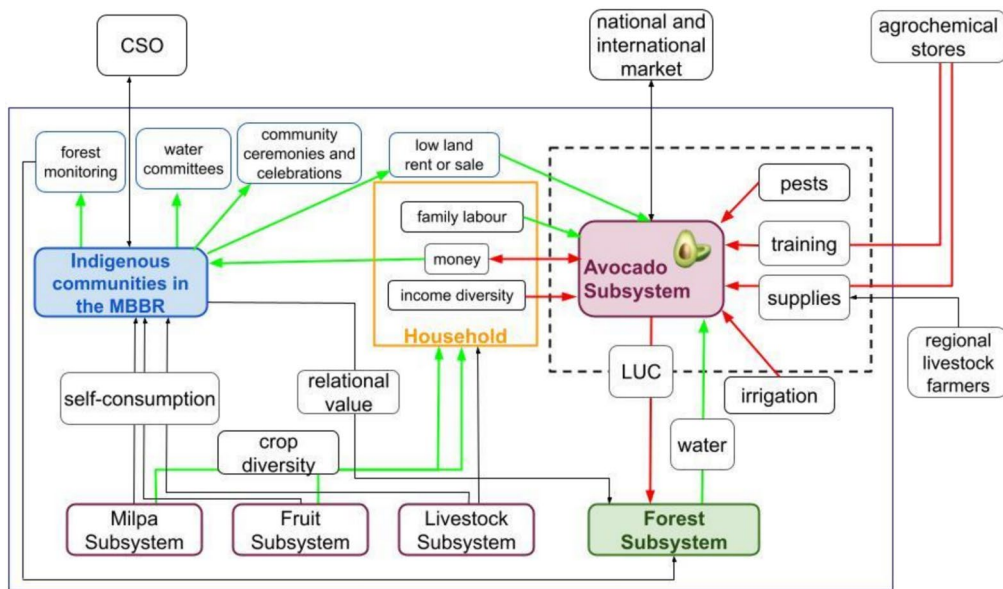 CSO
national and
international
market
agrochemical
stores
forest
monitoring
water
committees
community
ceremonies and
celebrations
low land
rent or sale
pests
family labour
training
Indigenous
communities in
the MBBR
money
Avocado
Subsystem
income diversity
supplies
Household
regional
livestock
farmers
LUC
irrigation
self-consumption
relational
value
crop
diversity
water
Milpa
Subsystem
Fruit
Subsystem
Livestock
Subsystem
Forest
Subsystem